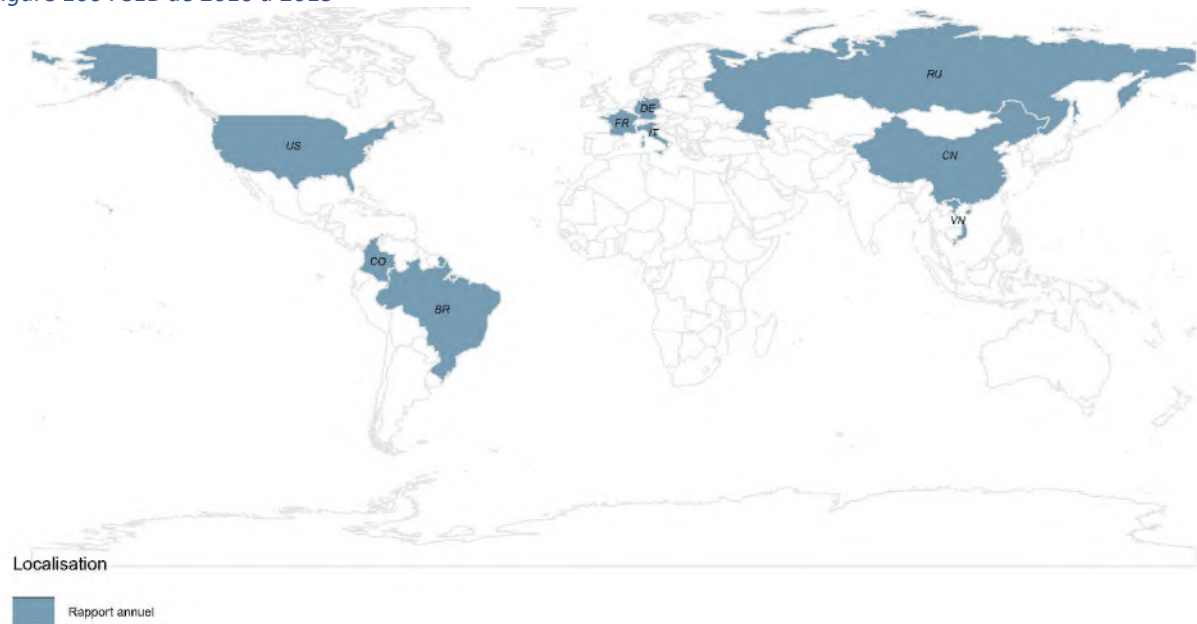 RU
DE
FR
IT
US
CN
VN
CO
BR
Localisation
Rapport annuel